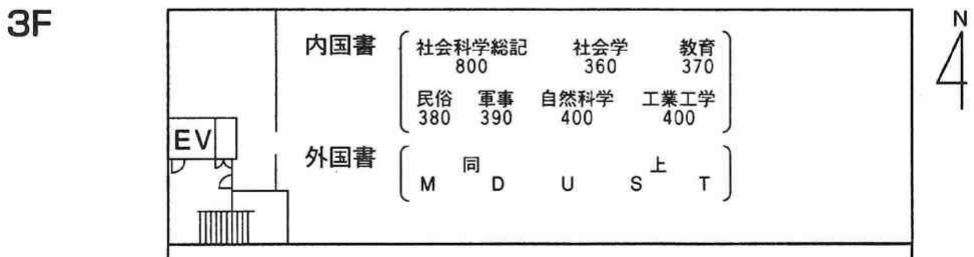 3F
N
内国書 社会科学総記 社会学 教育
800 360 370
民俗 軍事 自然科学 工業工学
380 390 400 400
EV
外国書 同 上
M D U S T